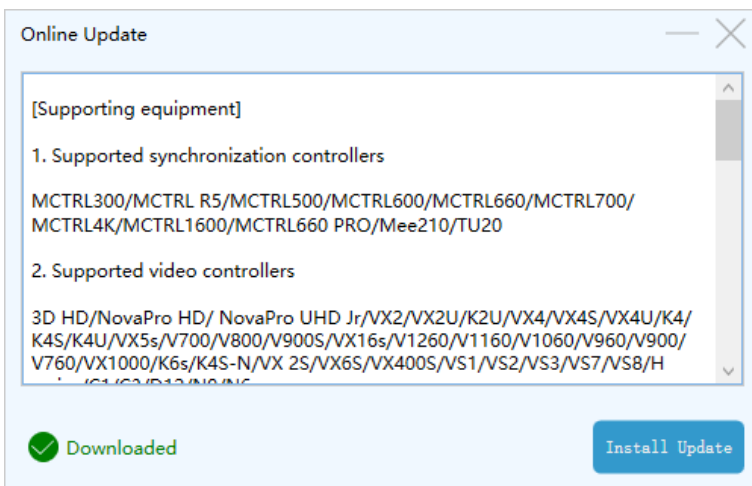 Online Update
[Supporting equipment]
1. Supported synchronization controllers
MCTRL300/MCTRL R5/MCTRL500/MCTRL600/MCTRL660/MCTRL700/
MCTRL4K/MCTRL1600/MCTRL660 PRO/Mee210/TU20
2. Supported video controllers
3D HD/NovaPro HD/ NovaPro UHD Jr/VX2/VX2U/K2U/VX4/VX4S/VX4U/K4/
K4S/K4U/VX5s/V700/V800/V900S/VX16s/V1260/V1160/V1060/V960/V900/
V760/VX1000/K6s/K4S-N/VX 2S/VX6S/VX400S/VS1/VS2/VS3/VS7/VS8/H
Downloaded
Install Update